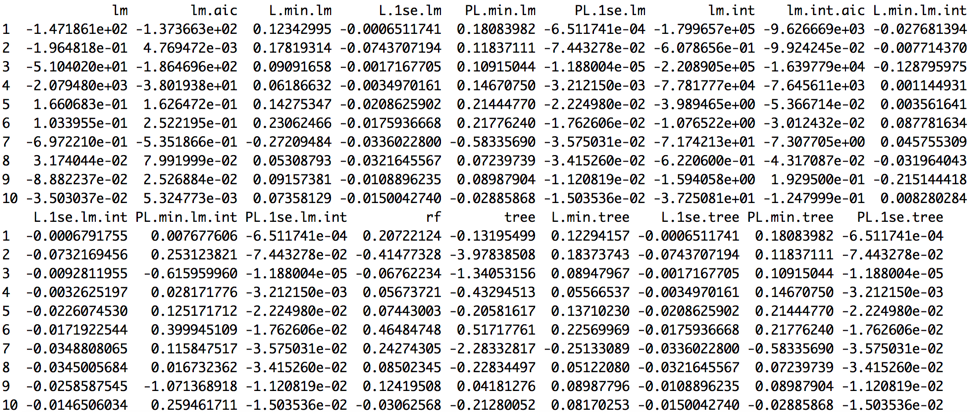 lm lm.aic L.min.lm L.1se.lm PL.min.lm PL.1se.lm lm.int lm.int.aic L.min.lm.int
1 -1.471861e+02 -1.373663e+02 0.12342995 -0.0006511741 0.18083982 -6.511741e-04 -1.799657e+05 -9.626669e+03 -0.027681394
2 -1.964818e-01 4.769472e-03 0.17819314 -0.0743707194 0.11837111 -7.443278e-02 -6.078656e-01 -9.924245e-02 -0.007714370
3 -5.104020e+01 -1.864696e+02 0.09091658 -0.0017167705 0.10915044 -1.188004e-05 -2.208905e+05 -1.639779e+04 -0.128795975
4 -2.079480e+03 -3.801938e+01 0.06186632 -0.0034970161 0.14670750 -3.212150e-03 -7.781777e+04 -7.645611e+03 0.001144931
5 1.660683e-01 1.626472e-01 0.14275347 -0.0208625902 0.21444770 -2.224980e-02 -3.989465e+00 -5.366714e-02 0.003561641
6 1.033955e-01 2.522195e-01 0.23062466 -0.0175936668 0.21776240 -1.762606e-02 -1.076522e+00 -3.012432e-02 0.087781634
7 -6.972210e-01 -5.351866e-01 -0.27209484 -0.0336022800 -0.58335690 -3.575031e-02 -7.174213e+01 -7.307705e+00 0.045755309
8 3.174044e-02 7.991999e-02 0.05308793 -0.0321645567 0.07239739 -3.415260e-02 -6.220600e-01 -4.317087e-02 -0.031964043
9 -8.882237e-02 2.526884e-02 0.09157381 -0.0108896235 0.08987904 -1.120819e-02 -1.594058e+00 1.929500e-01 -0.215144418
10 -3.503037e-02 5.324773e-03 0.07358129 -0.0150042740 -0.02885868 -1.503536e-02 -3.725081e+01 -1.247999e+01 0.008280284
L.1se.lm.int PL.min.lm.int PL.1se.lm.int rf tree L.min.tree L.1se.tree PL.min.tree PL.1se.tree
1 -0.0006791755 0.007677606 -6.511741e-04 0.20722124 -0.13195499 0.12294157 -0.0006511741 0.18083982 -6.511741e-04
2 -0.0732169456 0.253123821 -7.443278e-02 -0.41477328 -3.97838508 0.18373743 -0.0743707194 0.11837111 -7.443278e-02
3 -0.0092811955 -0.615959960 -1.188004e-05 -0.06762234 -1.34053156 0.08947967 -0.0017167705 0.10915044 -1.188004e-05
4 -0.0032625197 0.028171776 -3.212150e-03 0.05673721 -0.43294513 0.05566537 -0.0034970161 0.14670750 -3.212150e-03
5 -0.0226074530 0.125171712 -2.224980e-02 0.07443003 -0.20581617 0.13710230 -0.0208625902 0.21444770 -2.224980e-02
6 -0.0171922544 0.399945109 -1.762606e-02 0.46484748 0.51717761 0.22569969 -0.0175936668 0.21776240 -1.762606e-02
7 -0.0348808065 0.115847517 -3.575031e-02 0.24274305 -2.28332817 -0.25133089 -0.0336022800 -0.58335690 -3.575031e-02
8 -0.0345005684 0.016732362 -3.415260e-02 0.08502345 -0.22834497 0.05122080 -0.0321645567 0.07239739 -3.415260e-02
9 -0.0258587545 -1.071368918 -1.120819e-02 0.12419508 0.04181276 0.08987796 -0.0108896235 0.08987904 -1.120819e-02
10 -0.0146506034 0.259461711 -1.503536e-02 -0.03062568 -0.21280052 0.08170253 -0.0150042740 -0.02885868 -1.503536e-02